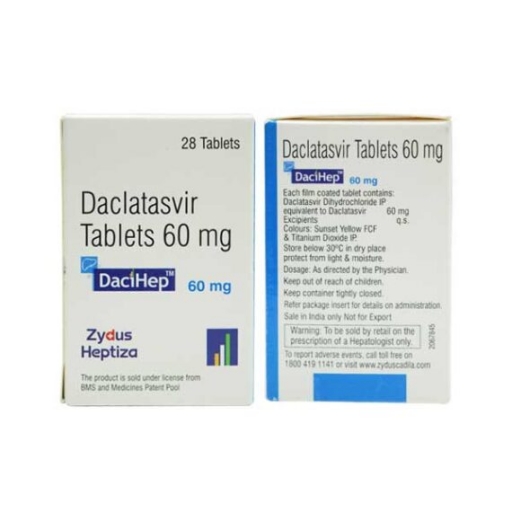 28 Tablets
Daclatasvir
Tablets 60 mg
DaciHep™ 60 mg
Zydus
Heptiza
The product is sold under license from
BMS and Medicines Patent Pool
Daclatasvir Tablets 60 mg
DaciHep™ 60 mg
Each film coated tablet contains:
Daclatasvir Dihydrochloride IP
equivalent to Daclatasvir 60 mg
Excipients q.s.
Colours: Sunset Yellow FCF
& Titanium Dioxide IP.
Store below 30ºC in dry place
protect from light & moisture.
Dosage: As directed by the Physician.
Keep out of reach of children.
Keep container tightly closed.
Refer package insert for details on administration.
Sale in India only Not for Export
Warning: To be sold by retail on the
prescription of a Hepatologist only.
To report adverse events, call toll free on
1800 419 1141 or visit www.zyduscadila.com
2067845